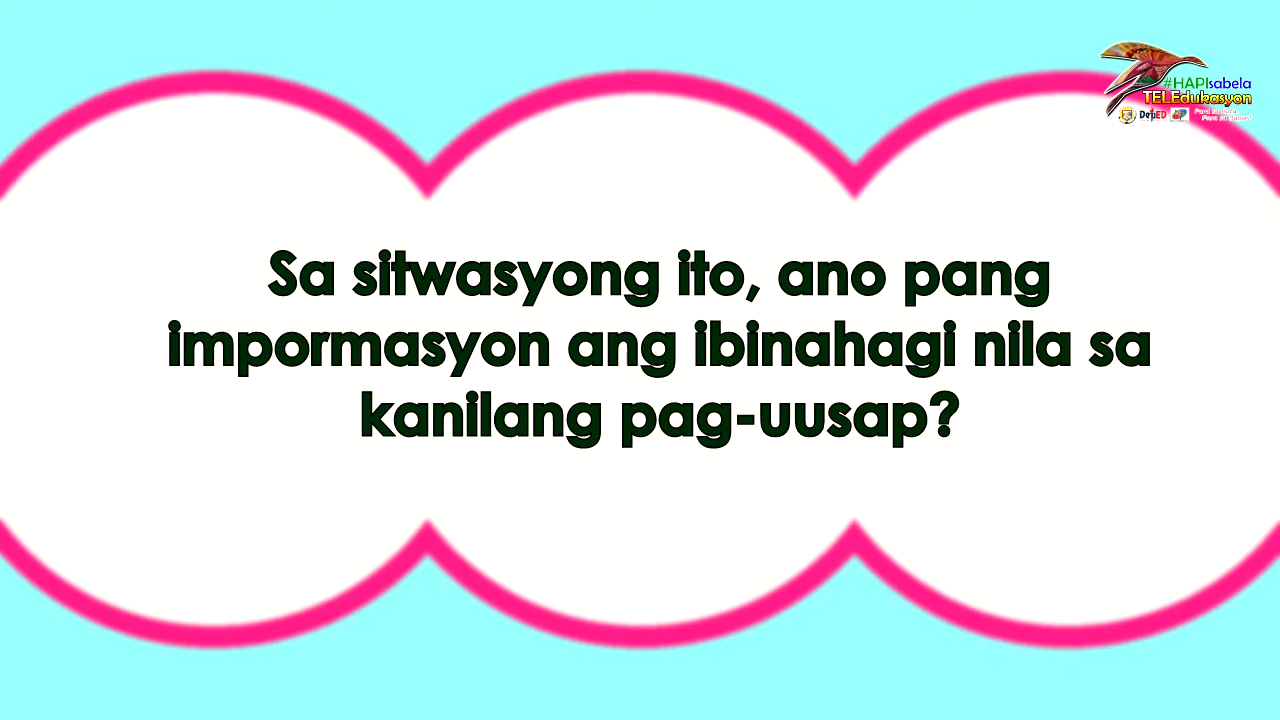 #HAPIsabela
TELEdukasyon
DepED
Sa sitwasyong ito, ano pang
impormasyon ang ibinahagi nila sa
kanilang pag-uusap?